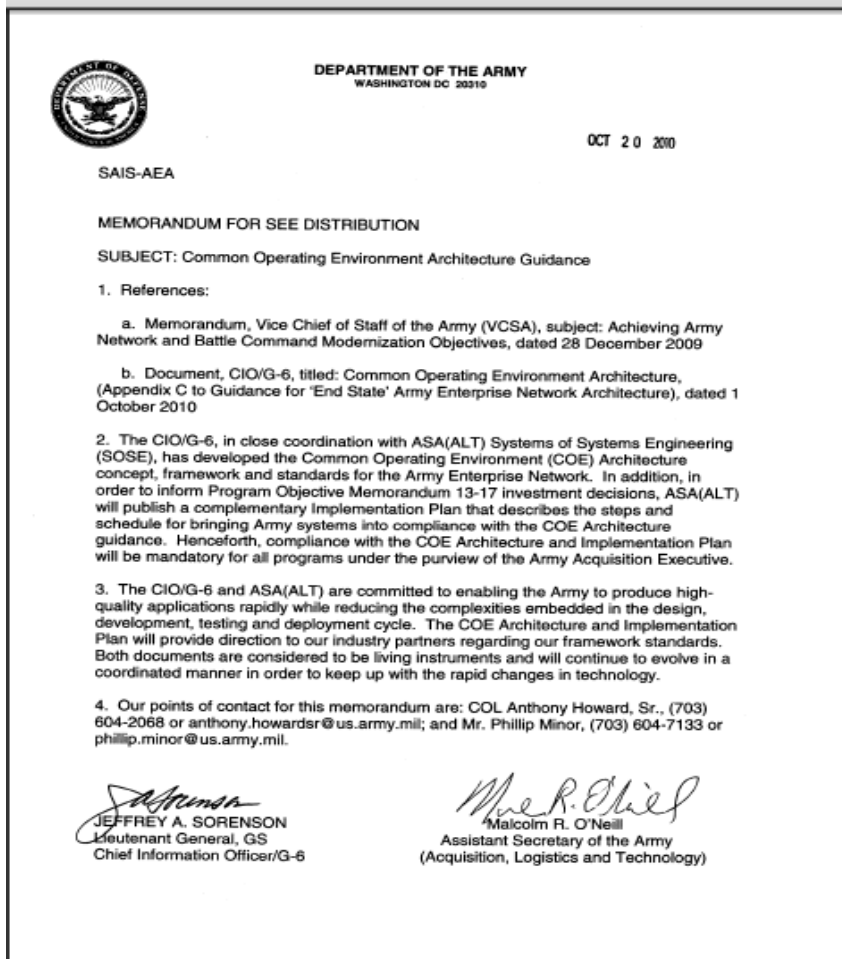 DEPARTMENT OF THE ARMY
WASHINGTON DC 20310
OCT 20 2010
SAIS-AEA
MEMORANDUM FOR SEE DISTRIBUTION
SUBJECT: Common Operating Environment Architecture Guidance
1. References:
a. Memorandum, Vice Chief of Staff of the Army (VCSA), subject: Achieving Army
Network and Battle Command Modernization Objectives, dated 28 December 2009
b. Document, CIO/G-6, titled: Common Operating Environment Architecture,
(Appendix C to Guidance for 'End State' Army Enterprise Network Architecture), dated 1
October 2010
2. The CIO/G-6, in close coordination with ASA(ALT) Systems of Systems Engineering
(SOSE), has developed the Common Operating Environment (COE) Architecture
concept, framework and standards for the Army Enterprise Network. In addition, in
order to inform Program Objective Memorandum 13-17 investment decisions, ASA(ALT)
will publish a complementary Implementation Plan that describes the steps and
schedule for bringing Army systems into compliance with the COE Architecture
guidance. Henceforth, compliance with the COE Architecture and Implementation Plan
will be mandatory for all programs under the purview of the Army Acquisition Executive.
3. The CIO/G-6 and ASA(ALT) are committed to enabling the Army to produce high-
quality applications rapidly while reducing the complexities embedded in the design,
development, testing and deployment cycle. The COE Architecture and Implementation
Plan will provide direction to our industry partners regarding our framework standards.
Both documents are considered to be living instruments and will continue to evolve in a
coordinated manner in order to keep up with the rapid changes in technology.
4. Our points of contact for this memorandum are: COL Anthony Howard, Sr., (703)
604-2068 or anthony.howardsr@us.army.mil; and Mr. Phillip Minor, (703) 604-7133 or
phillip.minor@us.army.mil.
JEFFREY A. SORENSON
Lieutenant General, GS
Chief Information Officer/G-6
Malcolm R. O'Neill
Assistant Secretary of the Army
(Acquisition, Logistics and Technology)